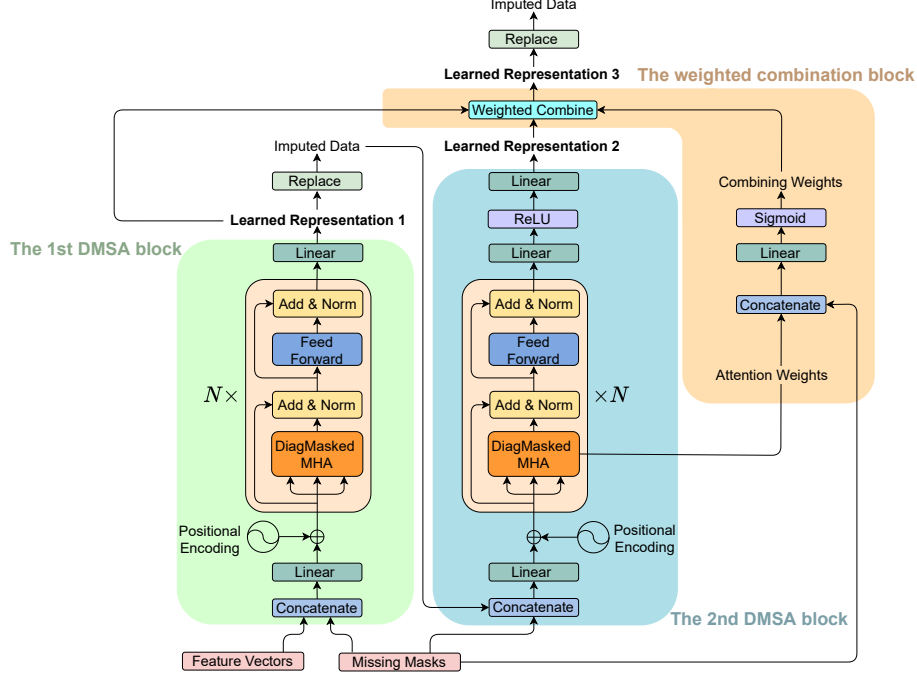 Imputed Data
Replace
Learned Representation 3
The weighted combination block
Weighted Combine
Imputed Data
Learned Representation 2
Replace
Linear
Combining Weights
Learned Representation 1
ReLU
Sigmoid
The 1st DMSA block
Linear
Linear
Linear
Add & Norm
Add & Norm
Concatenate
Feed
Forward
Feed
Forward
Attention Weights
N×
Add & Norm
Add & Norm
×N
DiagMasked
MHA
DiagMasked
MHA
Positional
Encoding
Positional
Encoding
Linear
Linear
Concatenate
Concatenate
The 2nd DMSA block
Feature Vectors
Missing Masks